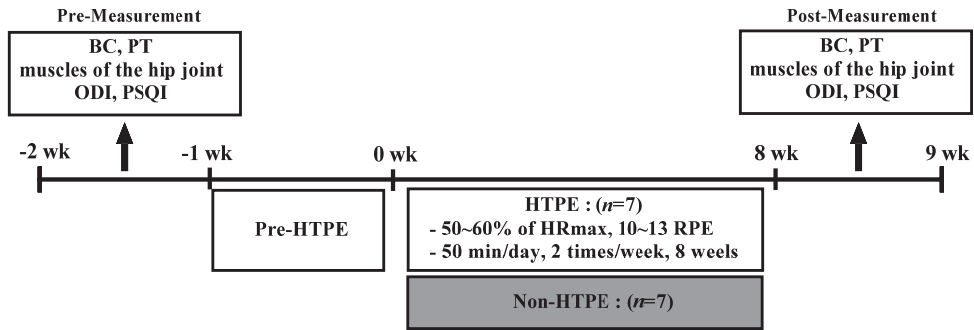 Pre-Measurement
BC, PT
muscles of the hip joint
ODI, PSQI
Post-Measurement
BC, PT
muscles of the hip joint
ODI, PSQI
-2 wk
-1 wk
0 wk
8 wk
9 wk
Pre-HTPE
HTPE : (n=7)
- 50~60% of HRmax, 10~13 RPE
- 50 min/day, 2 times/week, 8 weels
Non-HTPE : (n=7)